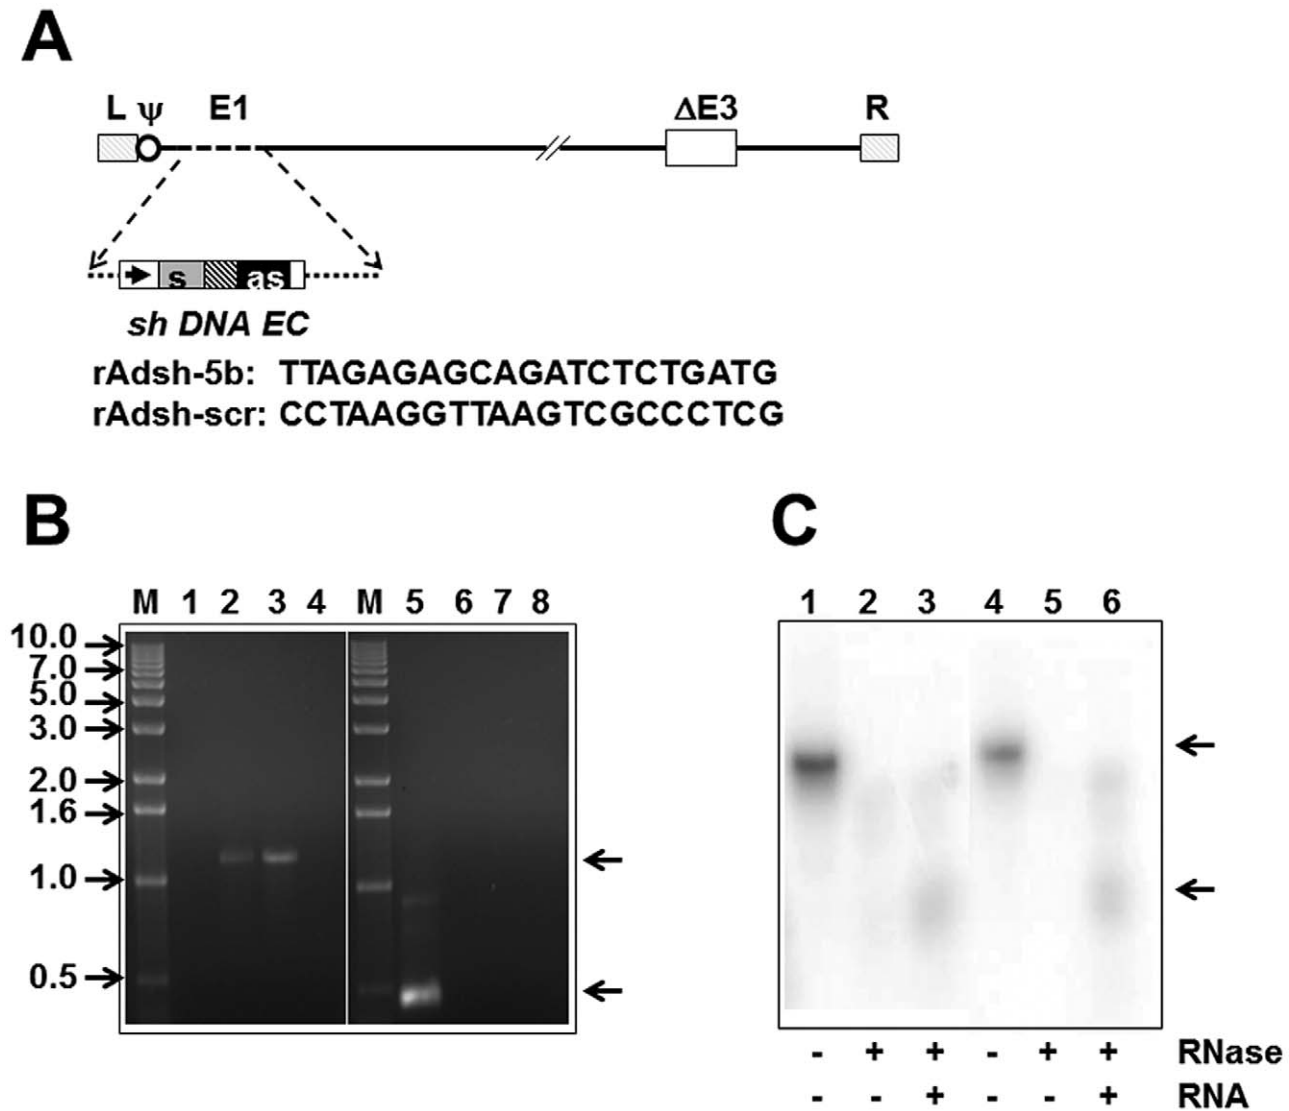 A
L ψ E1 ΔE3 R
s as
sh DNA EC
rAdsh-5b: TTAGAGAGCAGATCTCTGATG
rAdsh-scr: CCTAAGGTTAAGTCGCCCTCG
B
M 1 2 3 4 M 5 6 7 8
10.0
7.0
5.0
3.0
2.0
1.6
1.0
0.5
C
1 2 3 4 5 6
- + + - + + RNase
- - + - - + RNA